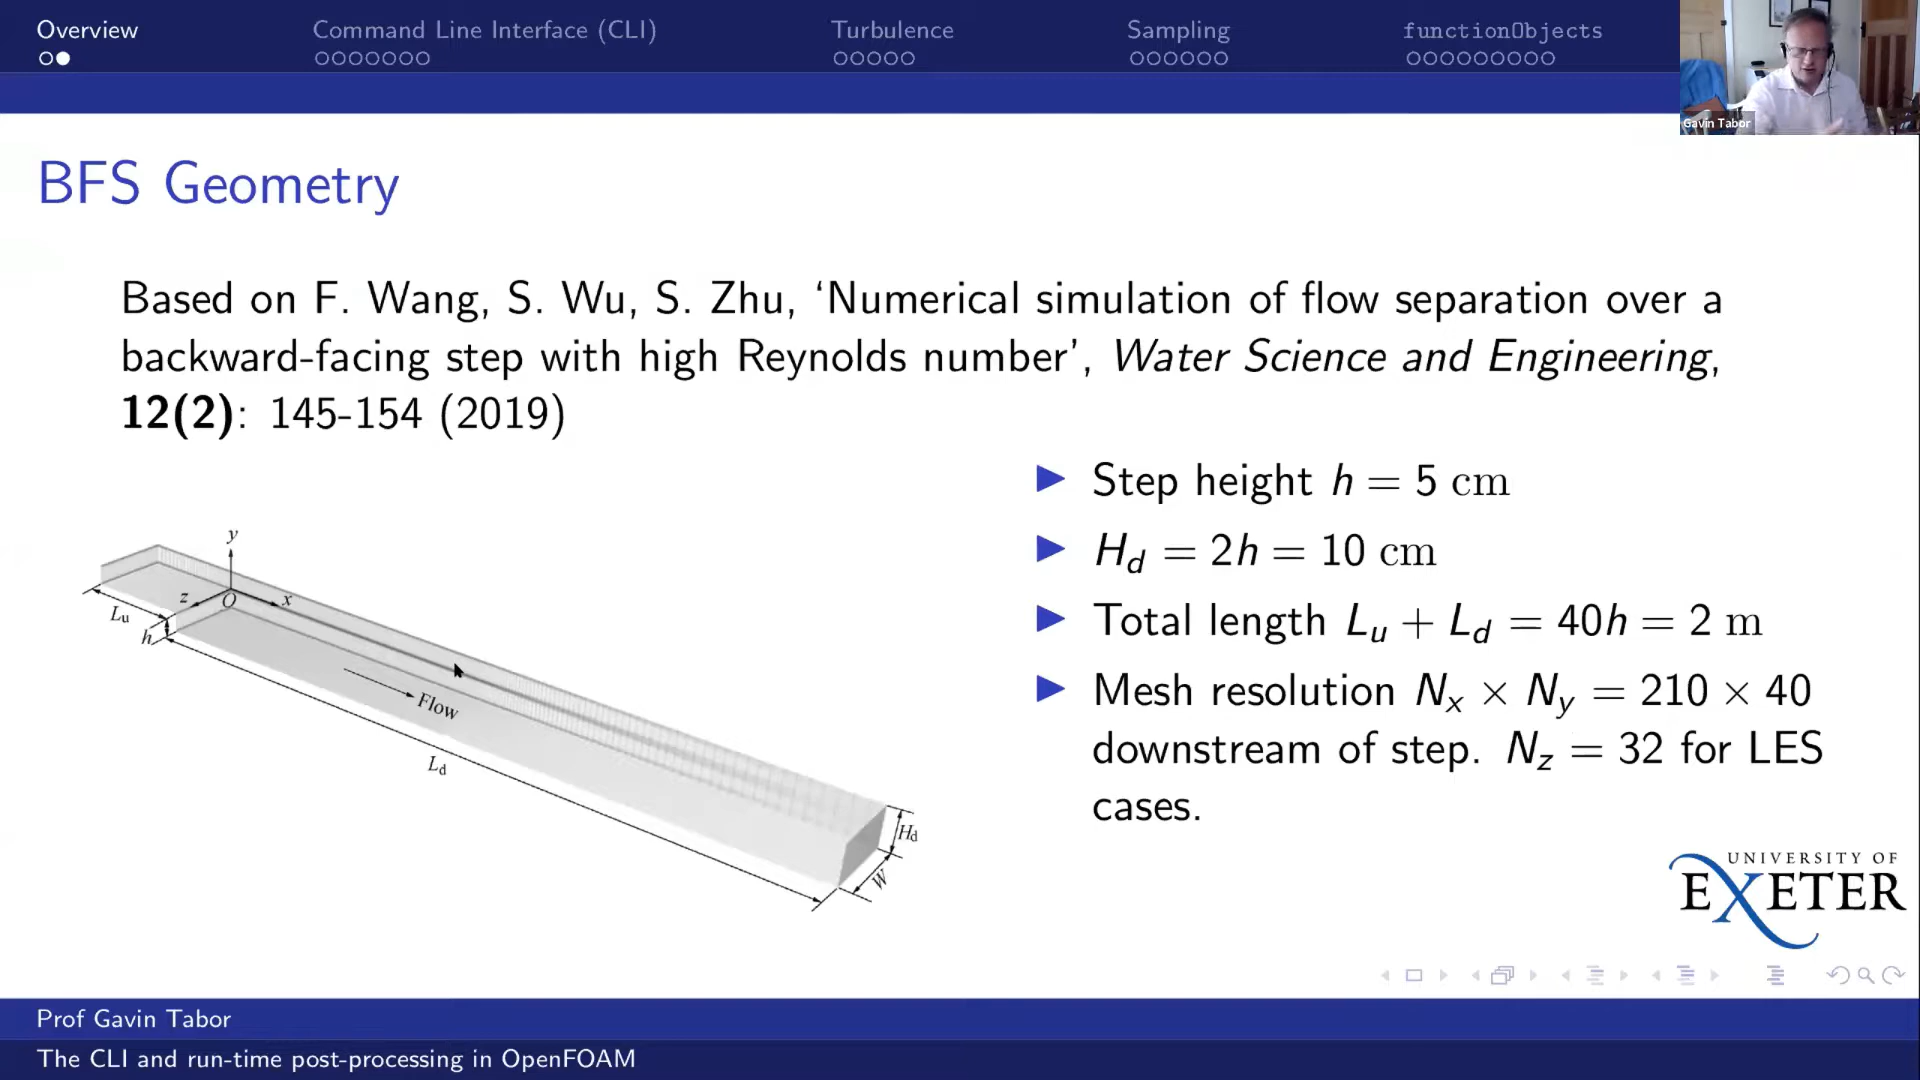 Overview
Command Line Interface (CLI)
Turbulence
Sampling
functionObjects
Gavin Tabor
BFS Geometry
Based on F. Wang, S. Wu, S. Zhu, ‘Numerical simulation of flow separation over a
backward-facing step with high Reynolds number’, Water Science and Engineering,
12(2): 145-154 (2019)
y
z
O
x
Lu
h
Flow
Ld
Hd
W
Step height h = 5 cm
Hd = 2h = 10 cm
Total length Lu + Ld = 40h = 2 m
Mesh resolution Nx × Ny = 210 × 40
downstream of step. Nz = 32 for LES
cases.
UNIVERSITY OF
EXETER
Prof Gavin Tabor
The CLI and run-time post-processing in OpenFOAM